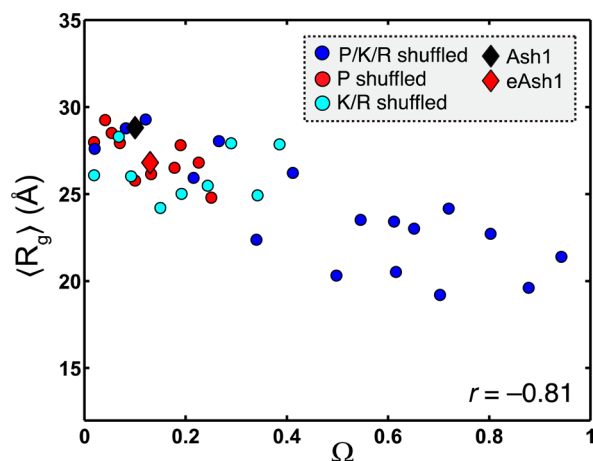 35
30
25
20
15
⟨Rg⟩ (Å)
P/K/R shuffled
P shuffled
K/R shuffled
Ash1
eAsh1
r = –0.81
0
0.2
0.4
0.6
0.8
1
Ω